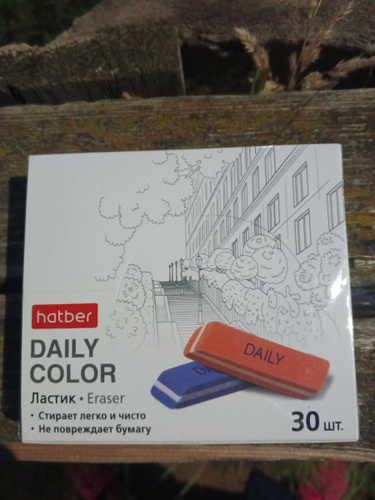 hatber
DAILY
COLOR
Ластик • Eraser
• Стирает легко и чисто
• Не повреждает бумагу
DAILY
30 шт.